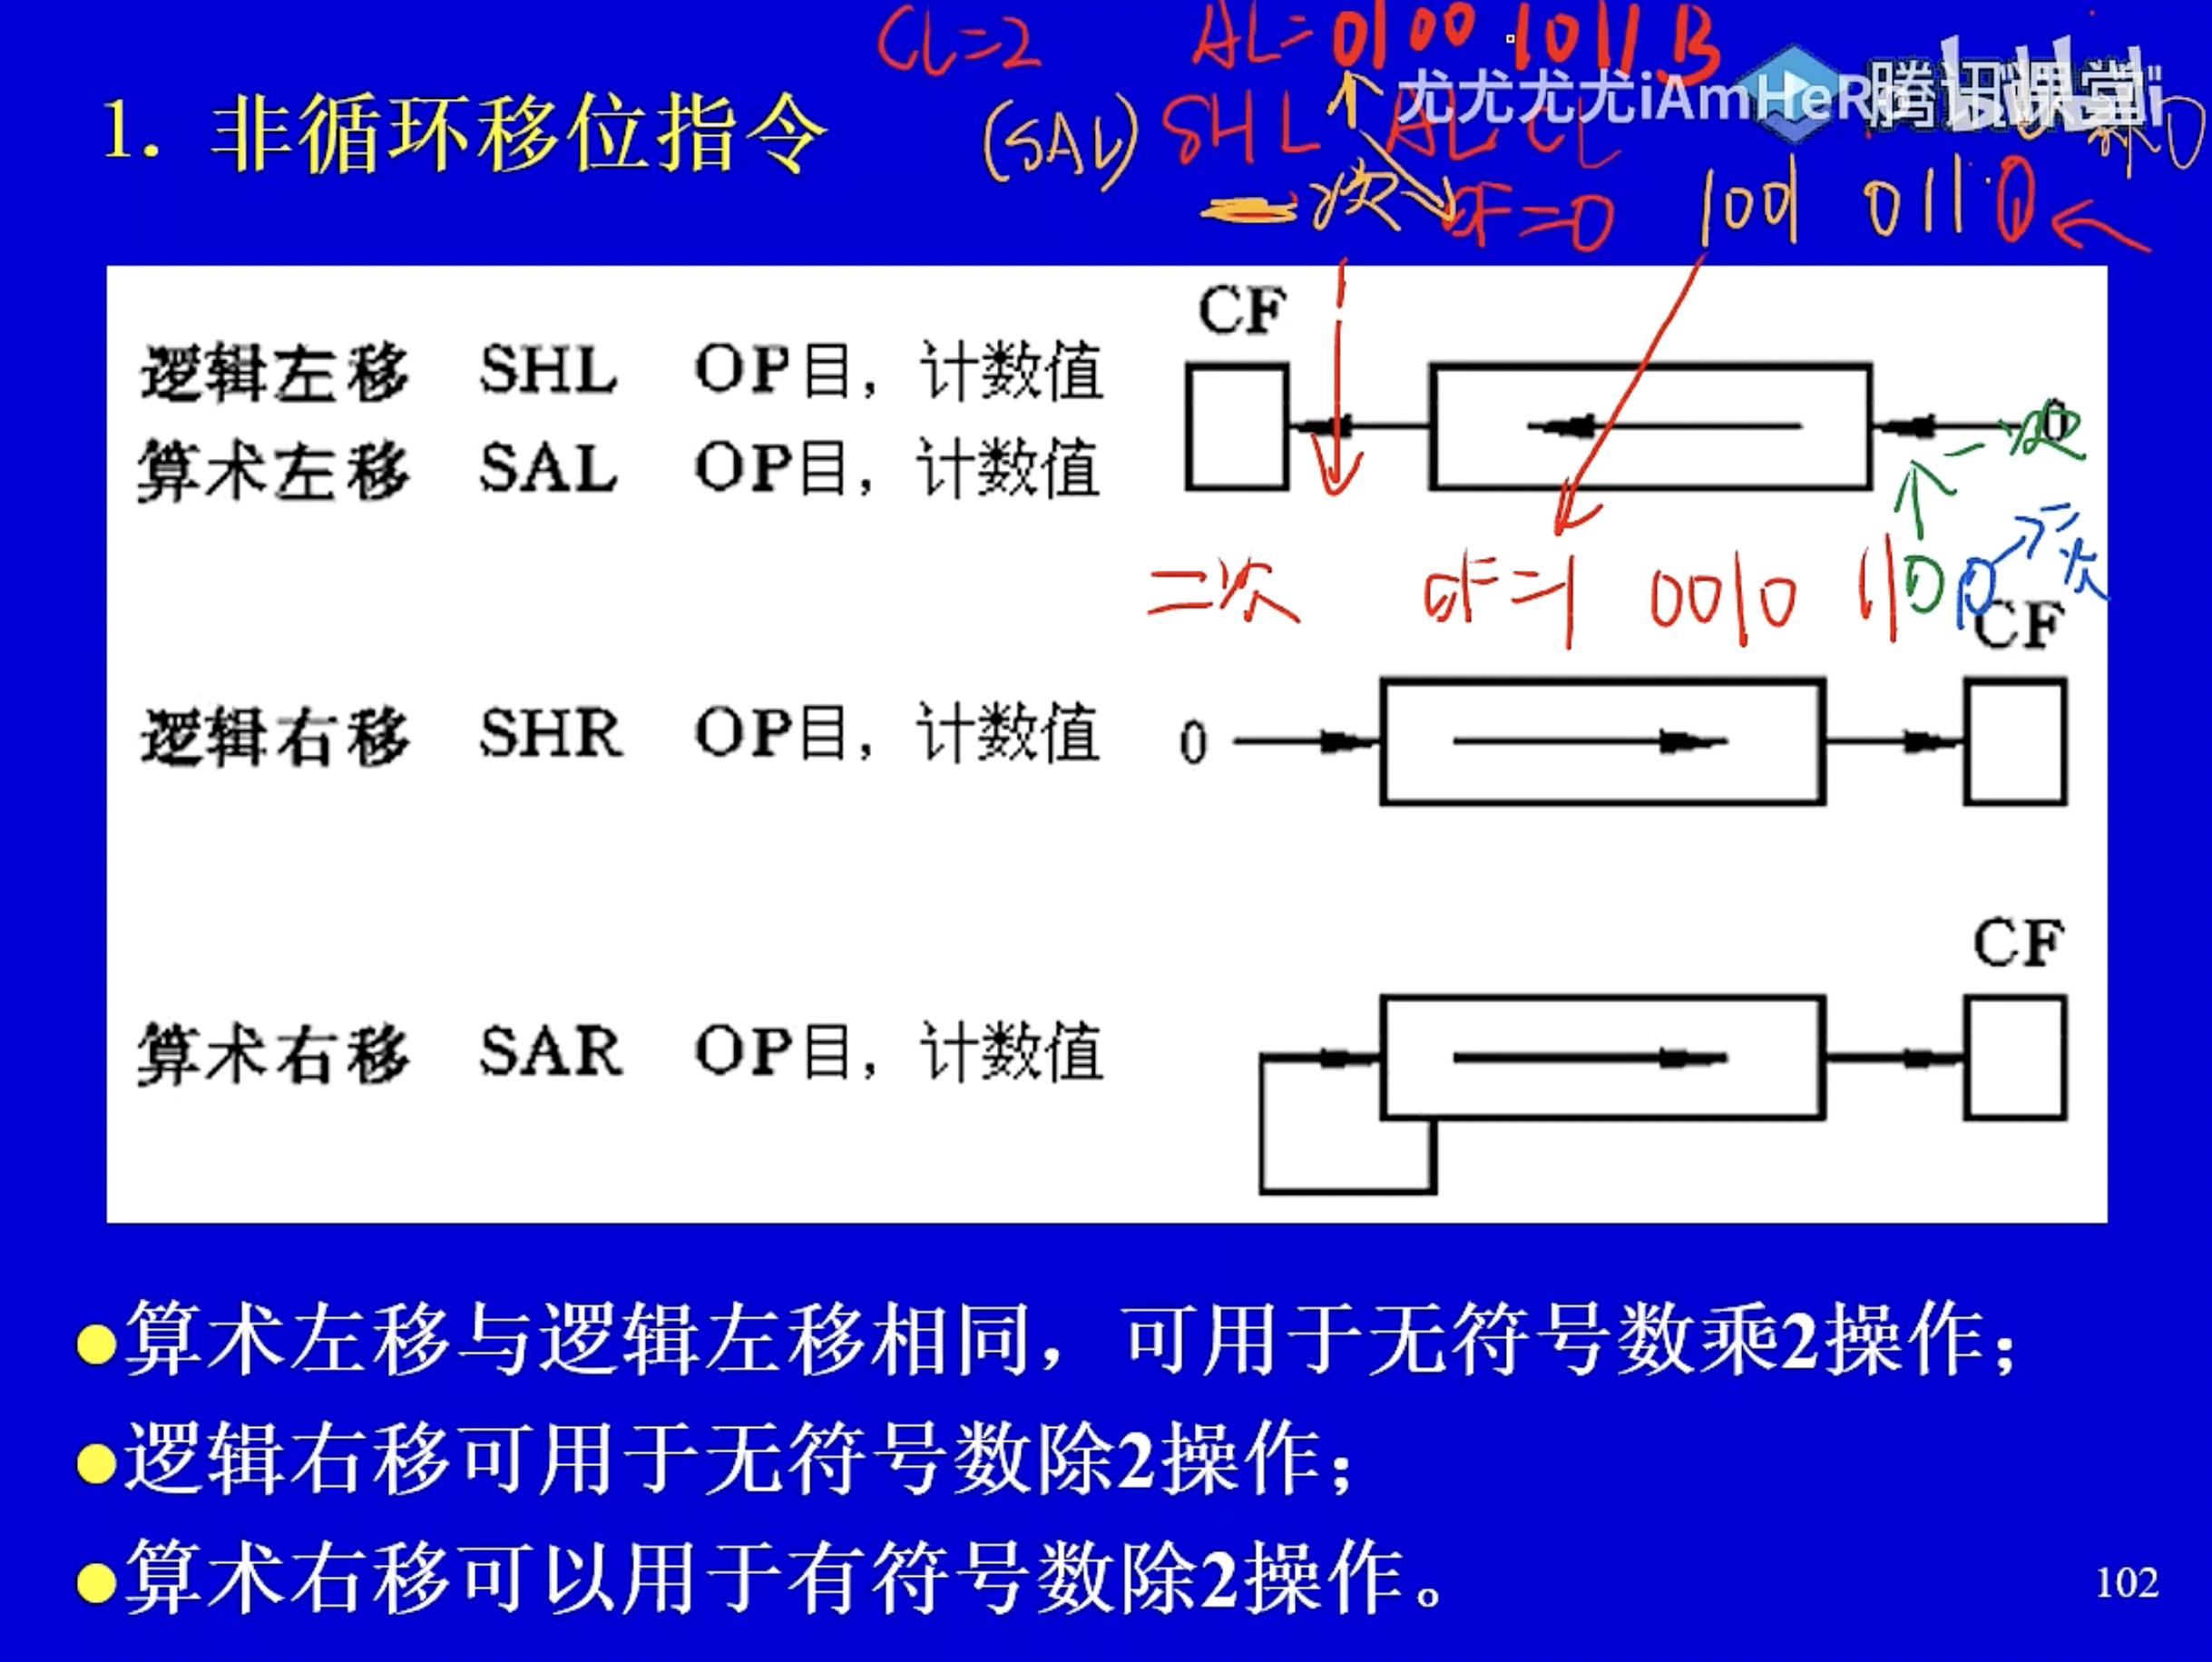 CL=2 AL=0100 1011B
尤尤尤尤iAmHeR 腾讯课堂
1. 非循环移位指令 (SAL) SHL AL CL
一次 CF=0 1001 0110
CF
逻辑左移 SHL OP目，计数值
算术左移 SAL OP目，计数值
0
一次
二次 CF=1 0010 1100
二次
CF
逻辑右移 SHR OP目，计数值 0
CF
算术右移 SAR OP目，计数值
●算术左移与逻辑左移相同，可用于无符号数乘2操作；
●逻辑右移可用于无符号数除2操作；
●算术右移可以用于有符号数除2操作。
102